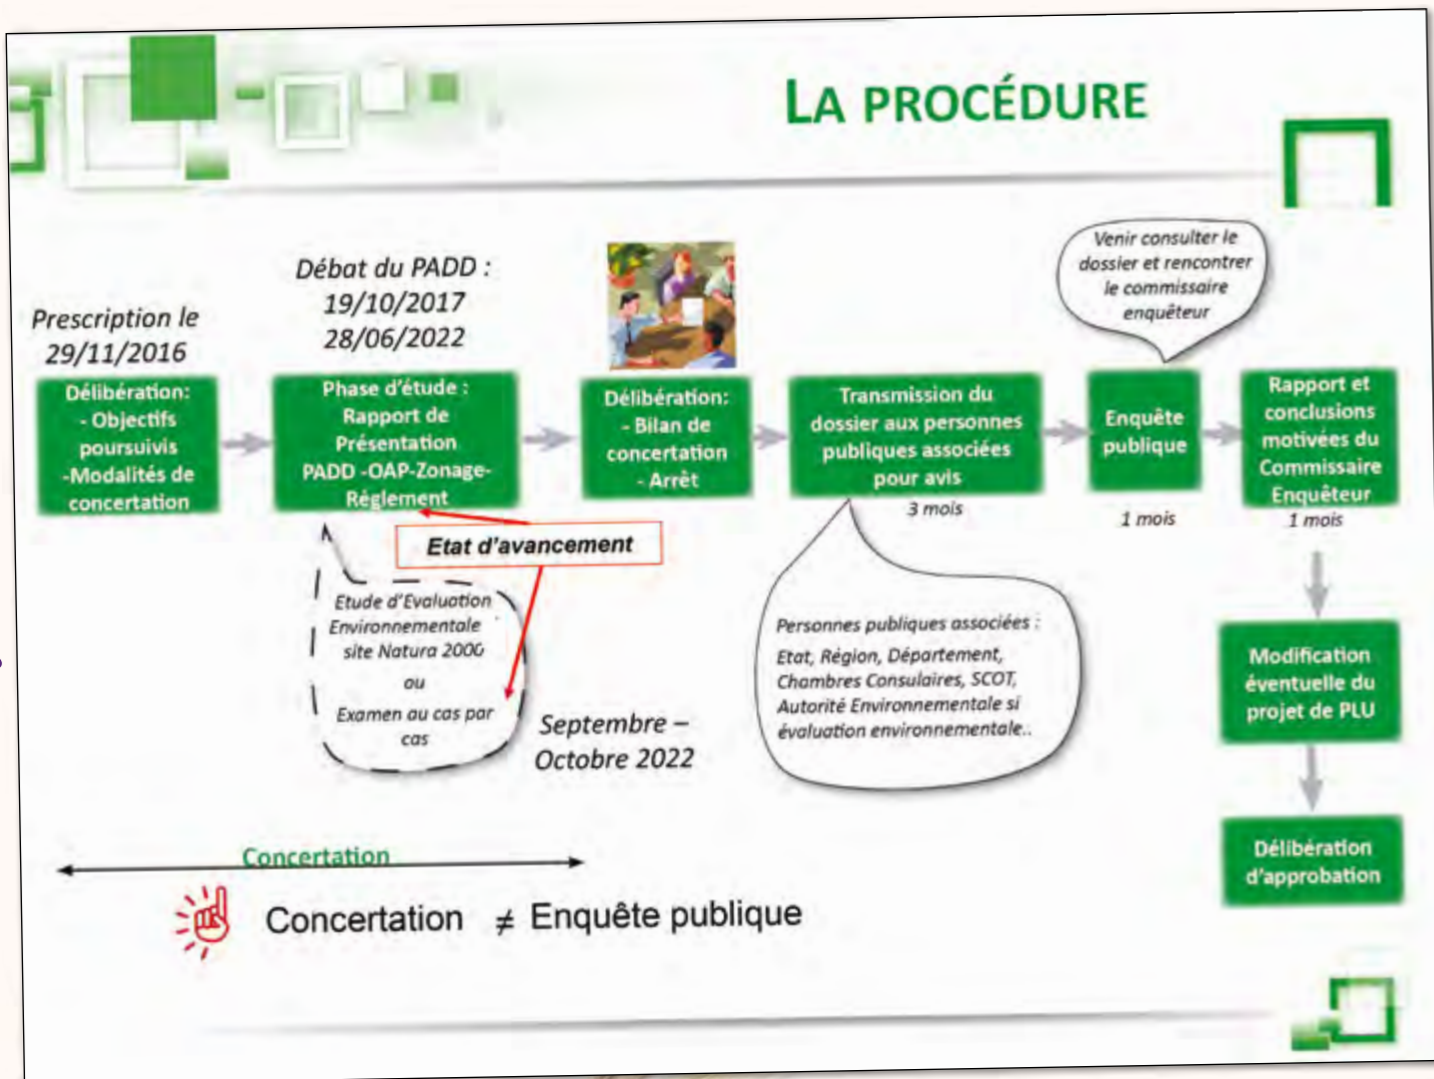 LA PROCÉDURE
Prescription le
29/11/2016
Délibération:
- Objectifs
poursuivis
-Modalités de
concertation
Débat du PADD :
19/10/2017
28/06/2022
Phase d'étude :
Rapport de
Présentation
PADD -OAP-Zonage-
Règlement
Etat d'avancement
Etude d'Evaluation
Environnementale
site Natura 2000
ou
Examen au cas par
cas
Septembre –
Octobre 2022
Délibération:
- Bilan de
concertation
- Arrêt
Transmission du
dossier aux personnes
publiques associées
pour avis
3 mois
Personnes publiques associées :
Etat, Région, Département,
Chambres Consulaires, SCOT,
Autorité Environnementale si
évaluation environnementale..
Venir consulter le
dossier et rencontrer
le commissaire
enquêteur
Enquête
publique
1 mois
Rapport et
conclusions
motivées du
Commissaire
Enquêteur
1 mois
Modification
éventuelle du
projet de PLU
Délibération
d'approbation
Concertation
Concertation ≠ Enquête publique